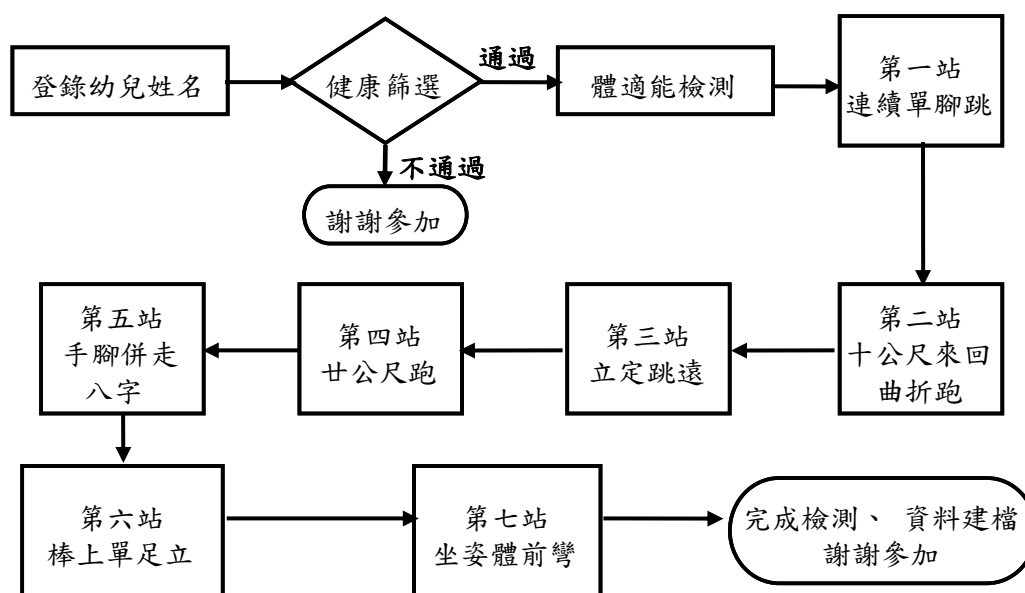 登錄幼兒姓名
健康篩選
通過
體適能檢測
第一站
連續單腳跳
不通過
謝謝參加
第二站
十公尺來回
曲折跑
第三站
立定跳遠
第四站
廿公尺跑
第五站
手腳併走
八字
第六站
棒上單足立
第七站
坐姿體前彎
完成檢測、 資料建檔
謝謝參加